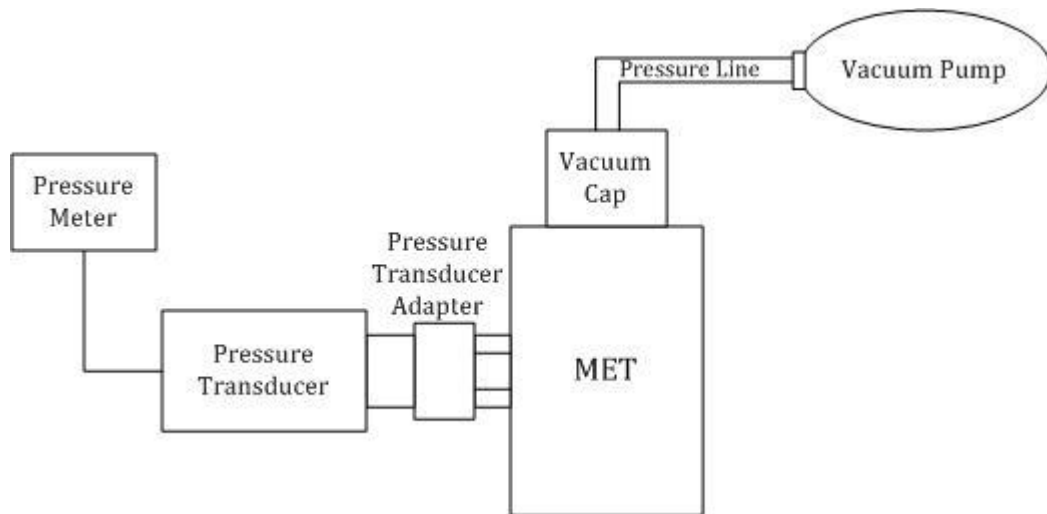 Pressure Line
Vacuum Pump
Vacuum
Cap
Pressure
Meter
Pressure
Transducer
Adapter
Pressure
Transducer
MET